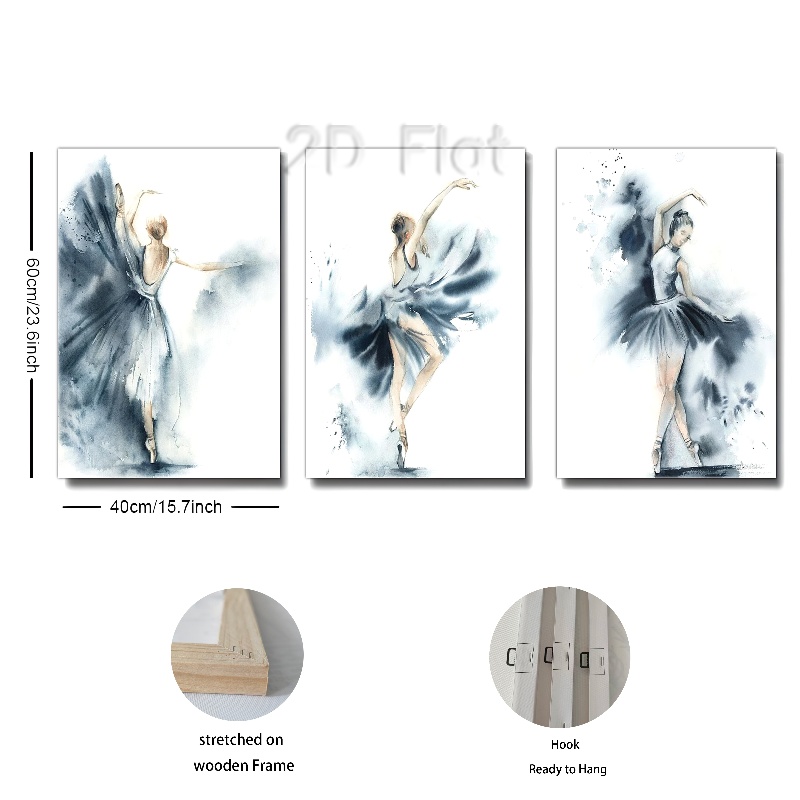 2D Flat
60cm/23.6inch
40cm/15.7inch
stretched on
wooden Frame
Hook
Ready to Hang